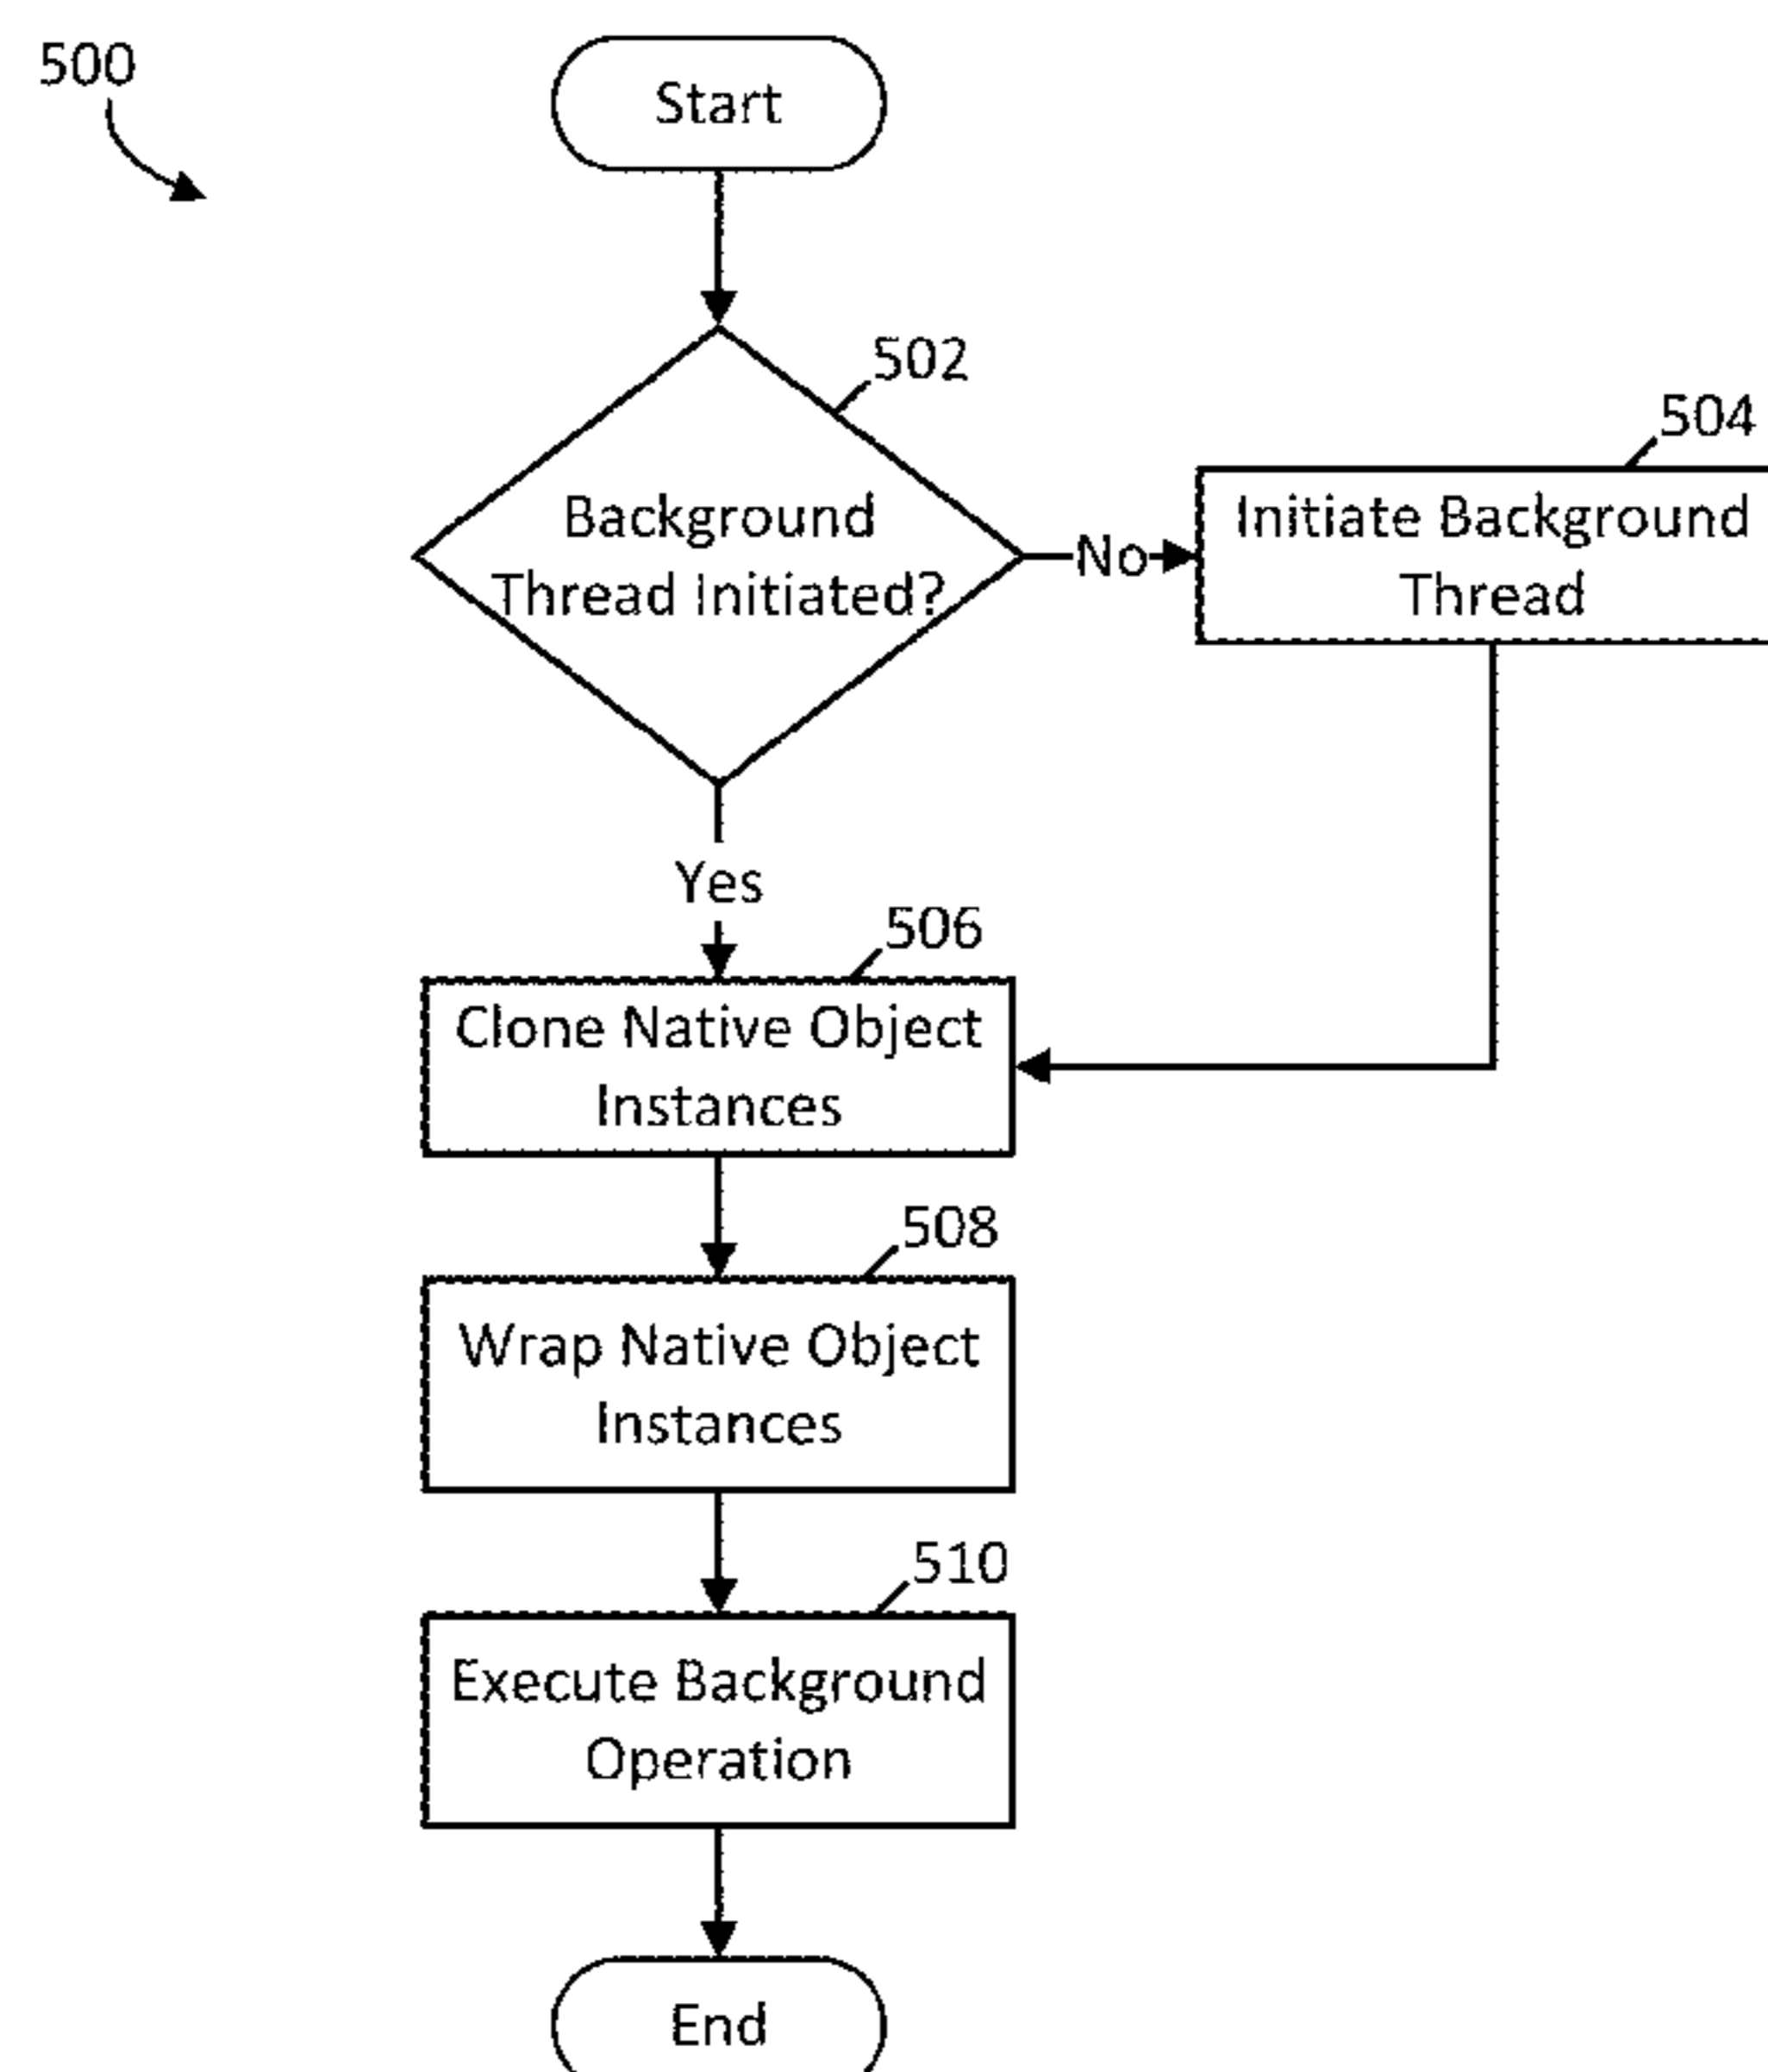 500
Start
502
Background
Thread Initiated?
No
504
Initiate Background
Thread
Yes
506
Clone Native Object
Instances
508
Wrap Native Object
Instances
510
Execute Background
Operation
End